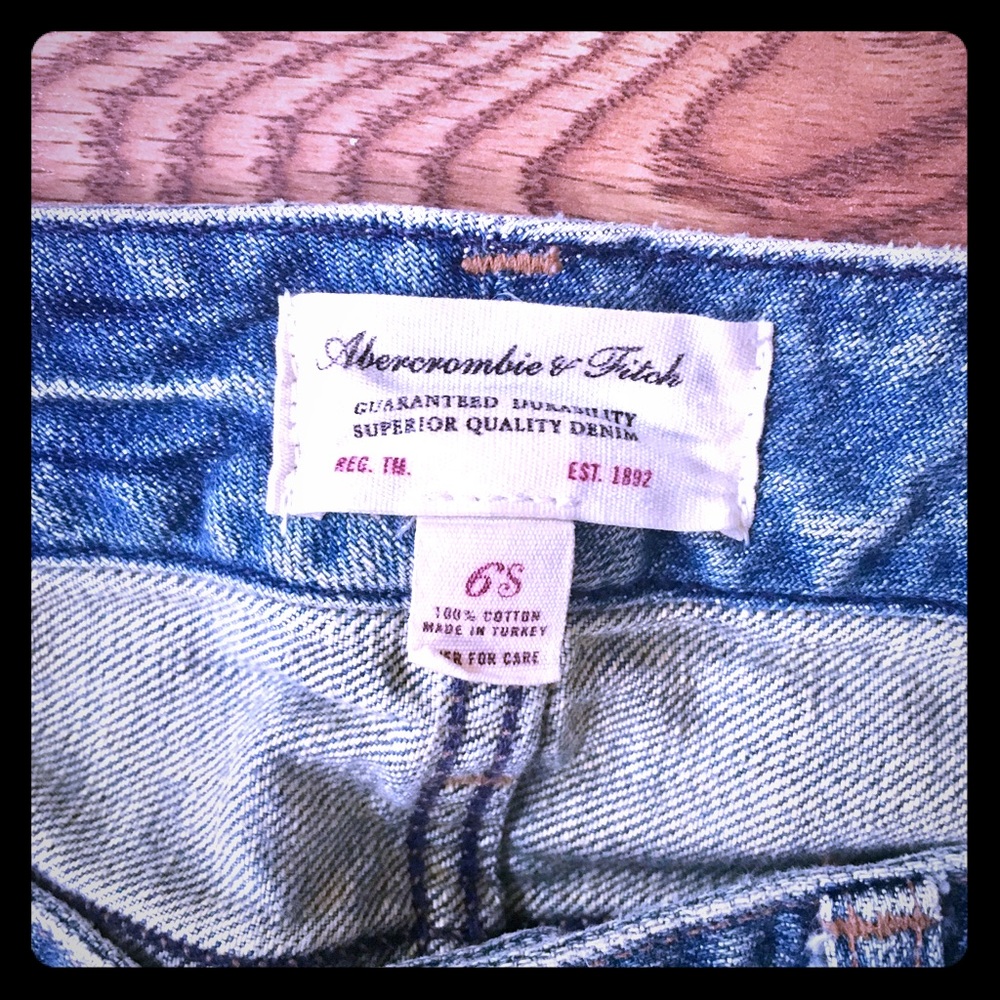 Abercrombie & Fitch
GUARANTEED DURABILITY
SUPERIOR QUALITY DENIM
REG. TM. EST. 1892
6S
100% COTTON
MADE IN TURKEY
FOR CARE